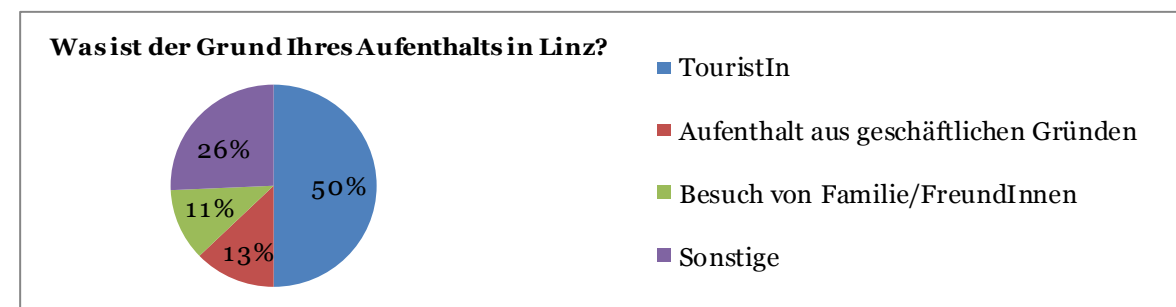 Was ist der Grund Ihres Aufenthalts in Linz?
TouristIn
Aufenthalt aus geschäftlichen Gründen
Besuch von Familie/FreundInnen
Sonstige
26%
50%
11%
13%